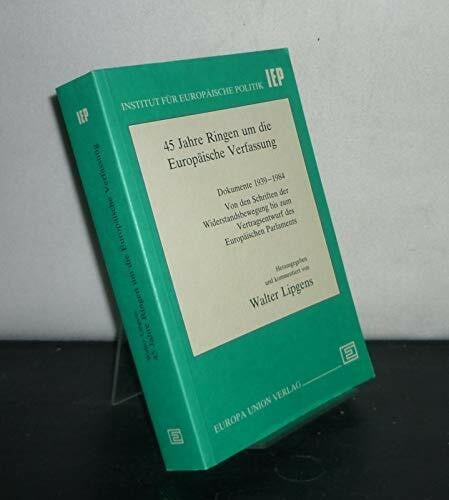 INSTITUT FÜR EUROPÄISCHE POLITIK IEP
45 Jahre Ringen um die
Europäische Verfassung
Dokumente 1939–1984
Von den Schriften der
Widerstandsbewegung bis zum
Vertragsentwurf des
Europäischen Parlaments
Herausgegeben
und kommentiert von
Walter Lipgens
EUROPA UNION VERLAG
IEP
Walter Lipgens
45 Jahre Ringen um die Europäische Verfassung